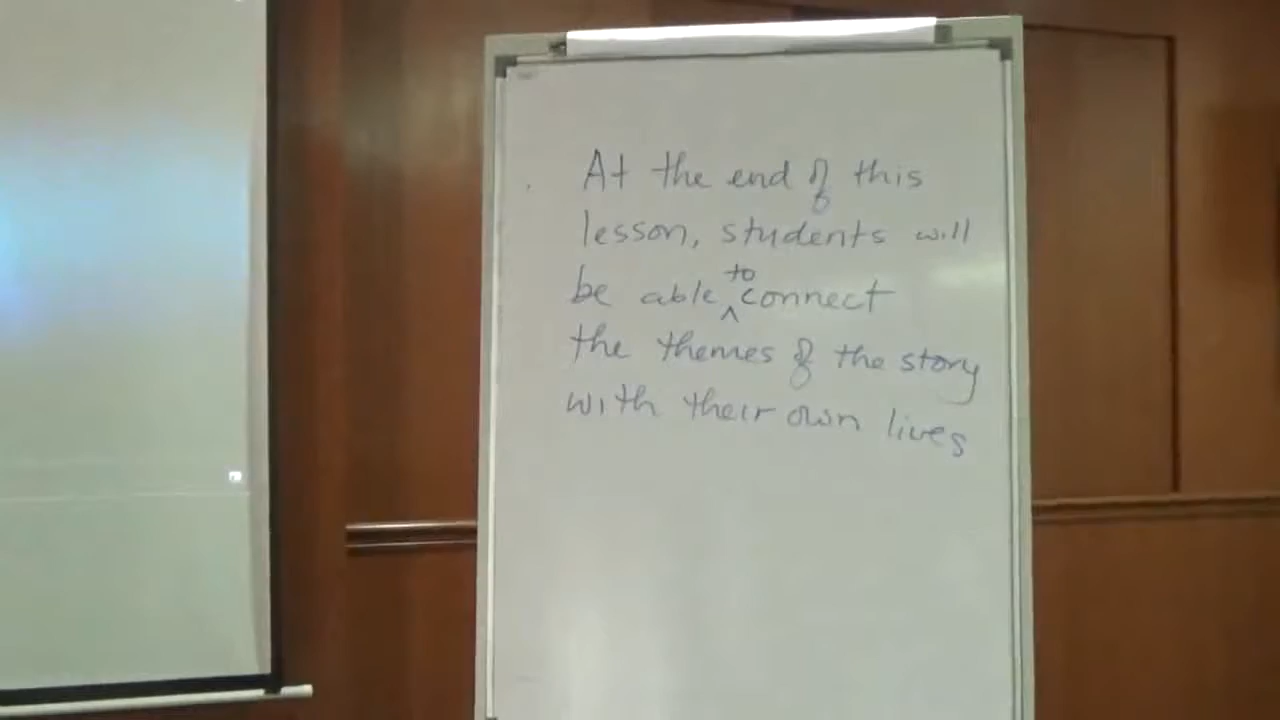 At the end of this
lesson, students will
be able to connect
the themes of the story
with their own lives